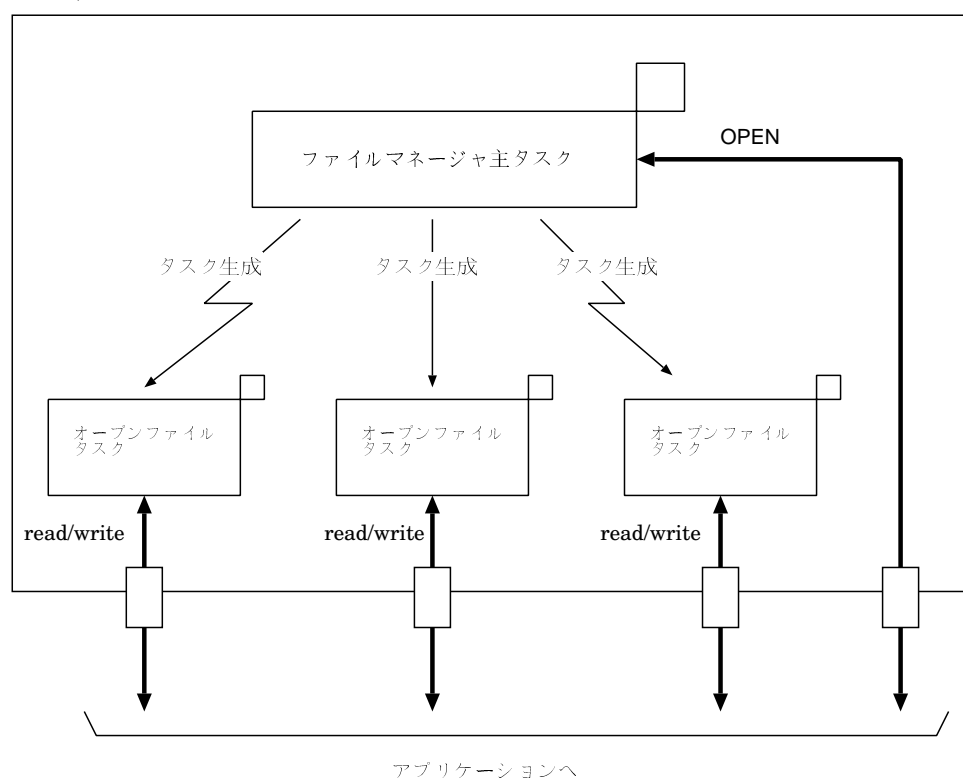 ファイルマネージャ主タスク
OPEN
タスク生成
タスク生成
タスク生成
オープンファイル
タスク
オープンファイル
タスク
オープンファイル
タスク
read/write
read/write
read/write
アプリケーションへ